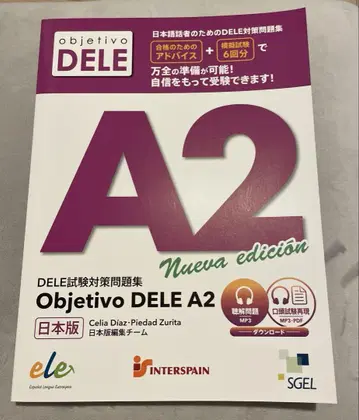 objetivo
DELE
日本語話者のためのDELE対策問題集
合格のための
アドバイス
+
模擬試験
6回分
で
万全の準備が可能!
自信をもって受験できます!
A2
Nueva edición
DELE試験対策問題集
Objetivo DELE A2
日本版
Celia Díaz・Piedad Zurita
日本版編集チーム
聴解問題
MP3
口頭試験再現
MP3・PDF
ダウンロード
ele
Español Lengua Extranjera
INTERSPAIN
SGEL